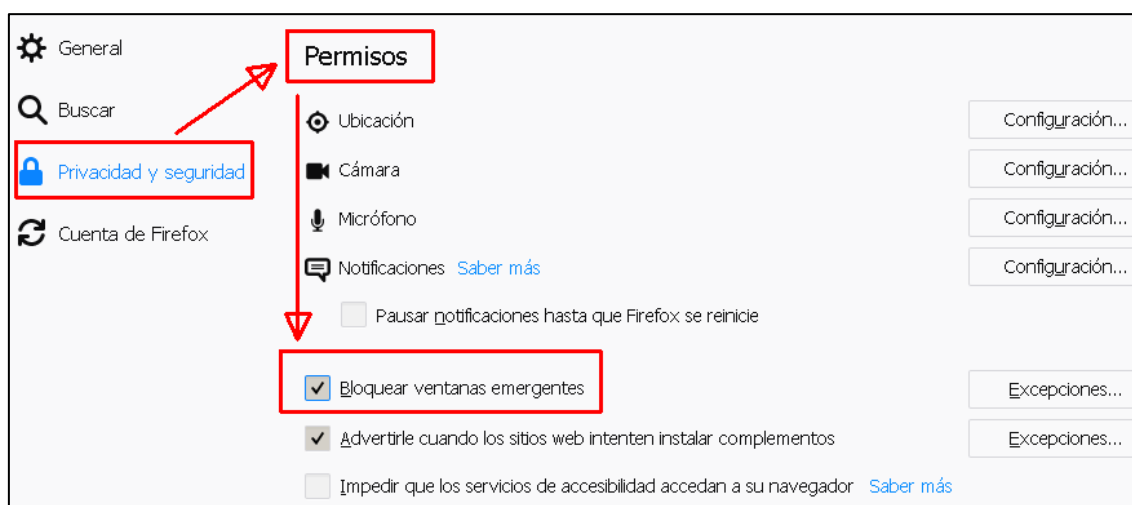 General
Buscar
Privacidad y seguridad
Cuenta de Firefox
Permisos
Ubicación Configuración...
Cámara Configuración...
Micrófono Configuración...
Notificaciones Saber más Configuración...
Pausar notificaciones hasta que Firefox se reinicie
Bloquear ventanas emergentes Excepciones...
Advertirle cuando los sitios web intenten instalar complementos Excepciones...
Impedir que los servicios de accesibilidad accedan a su navegador Saber más